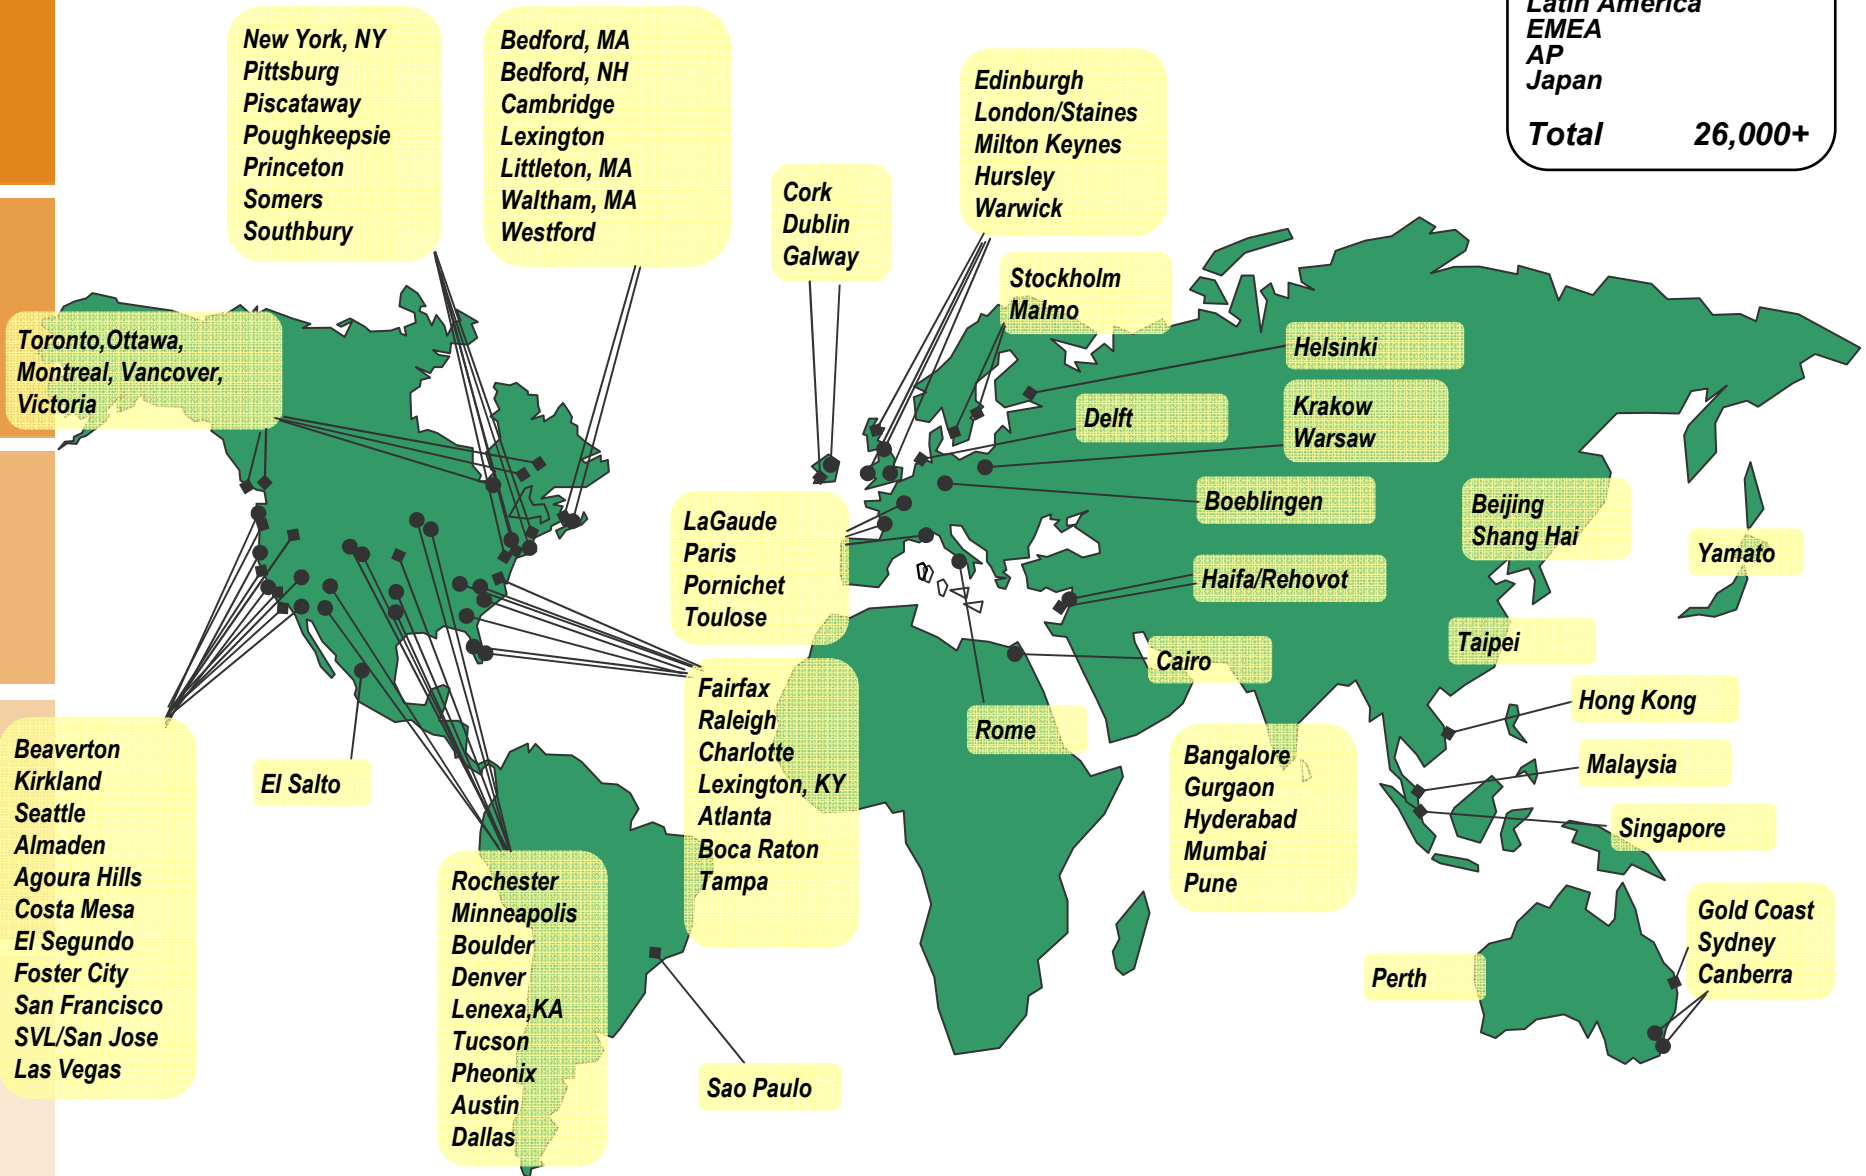 New York, NY
Pittsburg
Piscataway
Poughkeepsie
Princeton
Somers
Southbury
Bedford, MA
Bedford, NH
Cambridge
Lexington
Littleton, MA
Waltham, MA
Westford
Cork
Dublin
Galway
Edinburgh
London/Staines
Milton Keynes
Hursley
Warwick
Latin America
EMEA
AP
Japan
Total 26,000+
Stockholm
Malmo
Toronto,Ottawa,
Montreal, Vancover,
Victoria
Helsinki
Delft
Krakow
Warsaw
Boeblingen
Beijing
Shang Hai
Yamato
LaGaude
Paris
Pornichet
Toulose
Haifa/Rehovot
Taipei
Cairo
Hong Kong
Rome
Malaysia
Singapore
Fairfax
Raleigh
Charlotte
Lexington, KY
Atlanta
Boca Raton
Tampa
Bangalore
Gurgaon
Hyderabad
Mumbai
Pune
Beaverton
Kirkland
Seattle
Almaden
Agoura Hills
Costa Mesa
El Segundo
Foster City
San Francisco
SVL/San Jose
Las Vegas
El Salto
Rochester
Minneapolis
Boulder
Denver
Lenexa,KA
Tucson
Pheonix
Austin
Dallas
Sao Paulo
Perth
Gold Coast
Sydney
Canberra